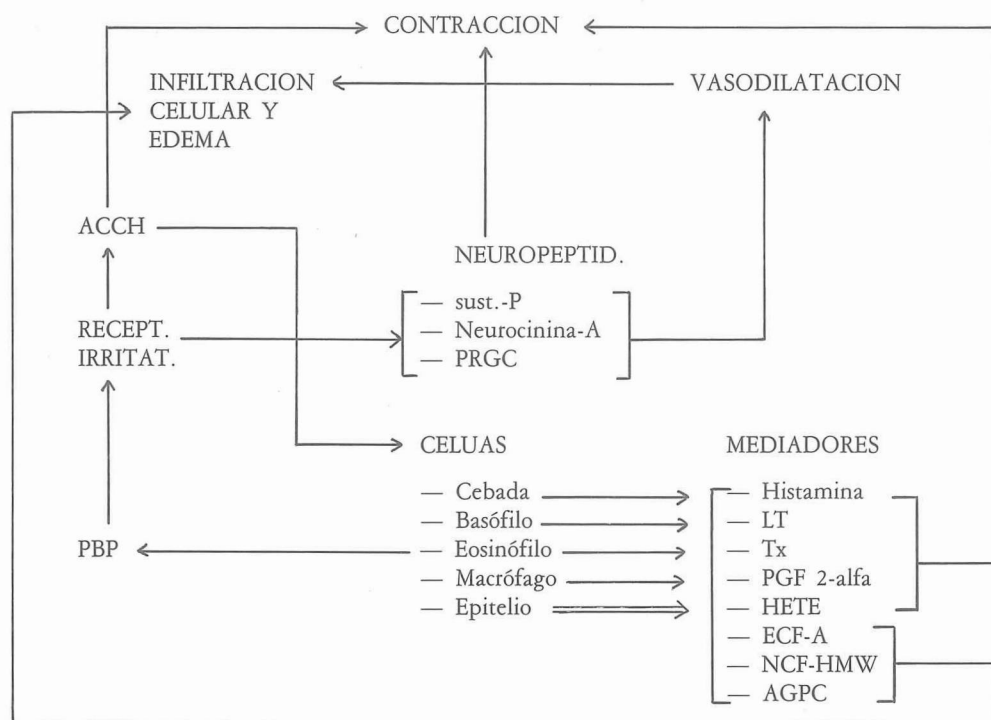 CONTRACCION
INFILTRACION
CELULAR Y
EDEMA
VASODILATACION
ACCH
NEUROPEPTID.
— sust.-P
— Neurocinina-A
— PRGC
RECEPT.
IRRITAT.
CELUAS
— Cebada
— Basófilo
— Eosinófilo
— Macrófago
— Epitelio
PBP
MEDIADORES
— Histamina
— LT
— Tx
— PGF 2-alfa
— HETE
— ECF-A
— NCF-HMW
— AGPC